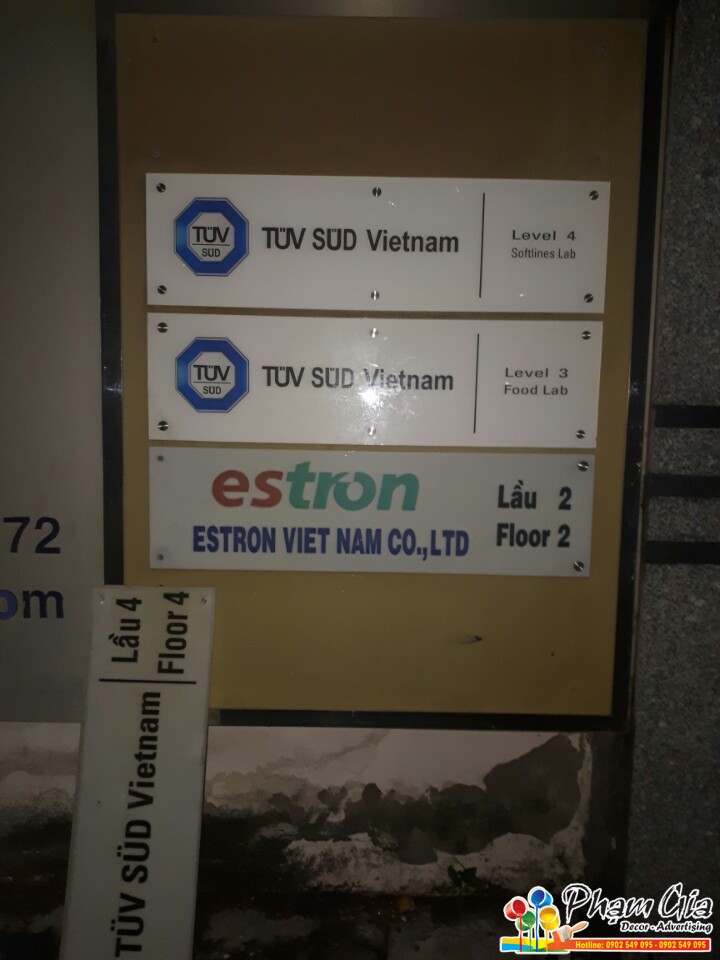 TÜV
SÜD
TÜV SÜD Vietnam
Level 4
Softlines Lab
TÜV
SÜD
TÜV SÜD Vietnam
Level 3
Food Lab
estron
ESTRON VIET NAM CO.,LTD
Lầu 2
Floor 2
72
om
TÜV SÜD Vietnam
Lầu 4
Floor 4
Phạm Gia
Decor - Advertising
Hotline: 0902 549 095 - 0902 549 095